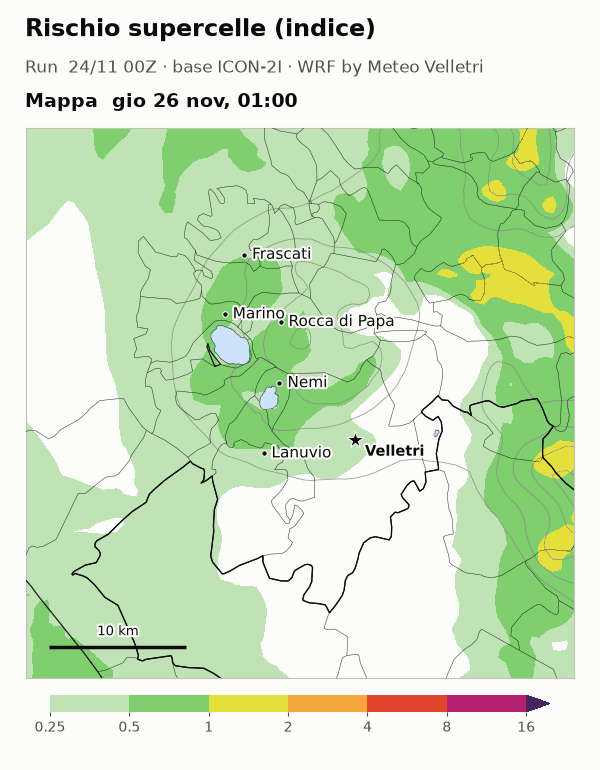 Rischio supercelle (indice)
Run  24/11 00Z · base ICON-2I · WRF by Meteo Velletri
Mappa  gio 26 nov, 01:00
Frascati
Marino
Rocca di Papa
Nemi
Velletri
Lanuvio
10 km
0.25 0.5 1 2 4 8 16